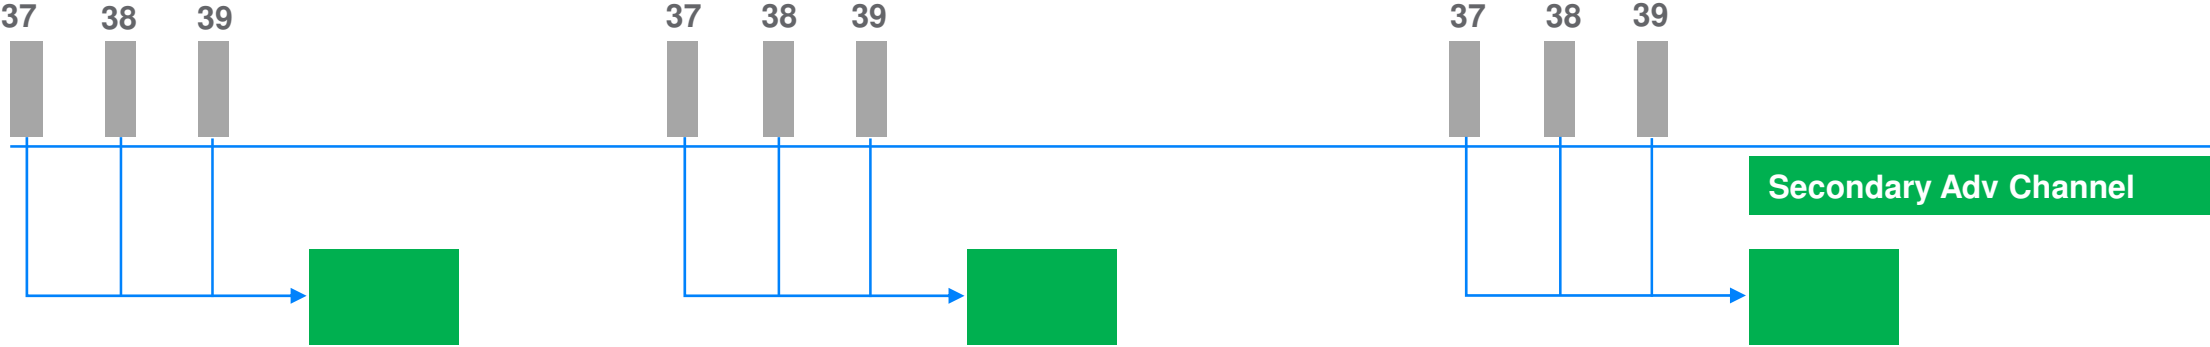 37 38 39 37 38 39 37 38 39
Secondary Adv Channel